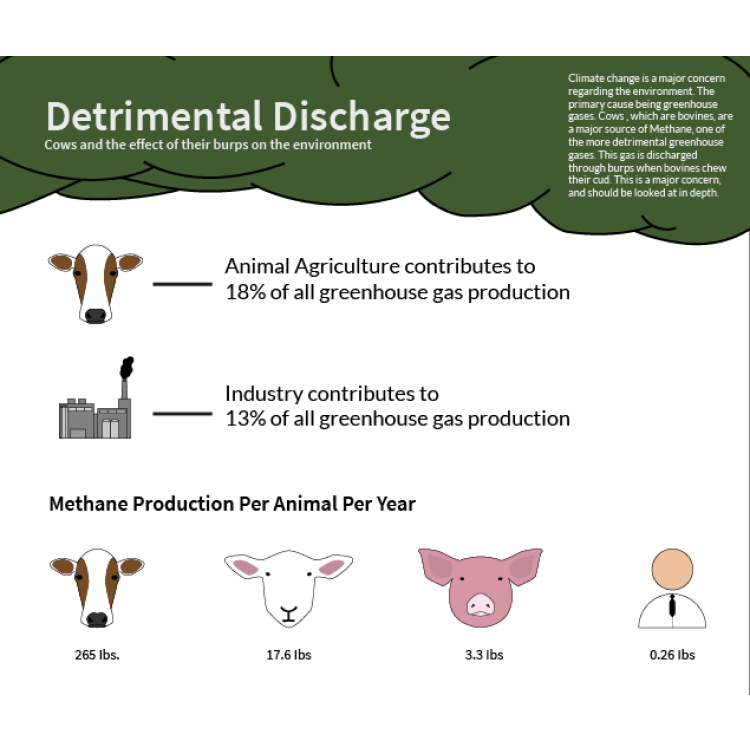 Detrimental Discharge
Cows and the effect of their burps on the environment
Climate change is a major concern
regarding the environment. The
primary cause being greenhouse
gases. Cows , which are bovines, are
a major source of Methane, one of
the more detrimental greenhouse
gases. This gas is discharged
through burps when bovines chew
their cud. This is a major concern,
and should be looked at in depth.
Animal Agriculture contributes to
18% of all greenhouse gas production
Industry contributes to
13% of all greenhouse gas production
Methane Production Per Animal Per Year
265 lbs.
17.6 lbs
3.3 lbs
0.26 lbs